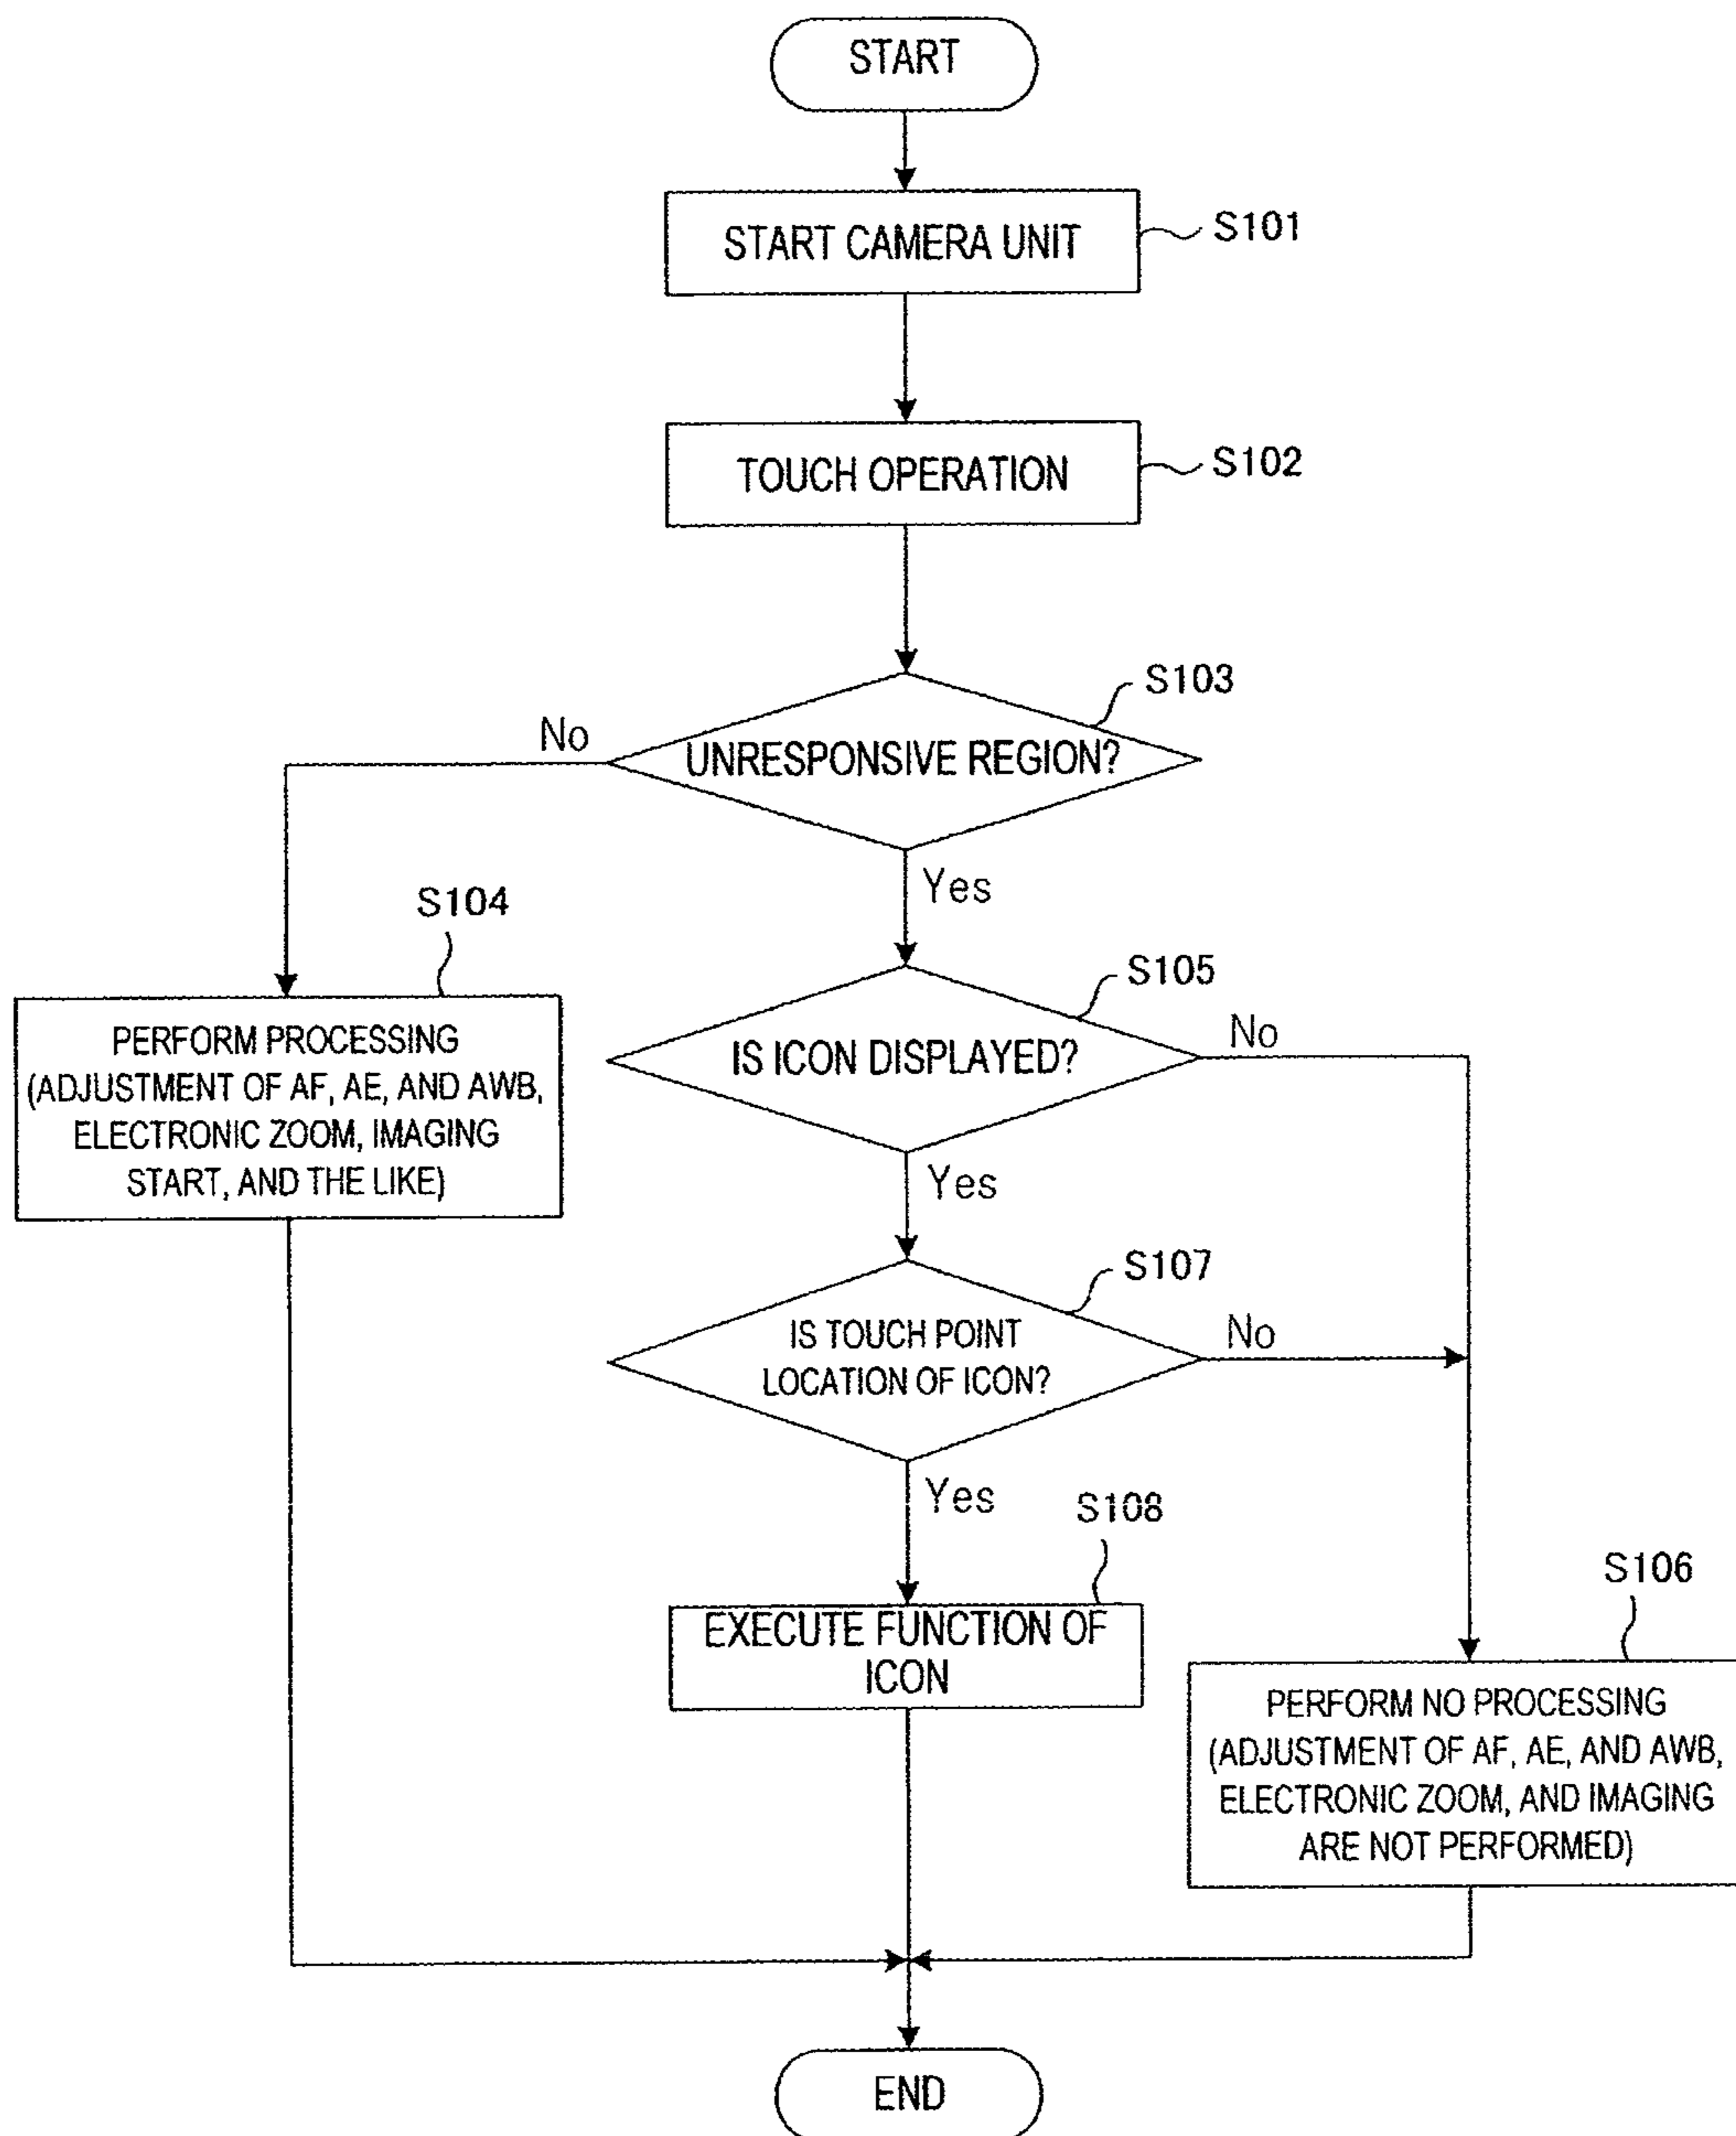 START
START CAMERA UNIT
S101
TOUCH OPERATION
S102
S103
UNRESPONSIVE REGION?
No
Yes
S104
PERFORM PROCESSING
(ADJUSTMENT OF AF, AE, AND AWB,
ELECTRONIC ZOOM, IMAGING
START, AND THE LIKE)
S105
IS ICON DISPLAYED?
No
Yes
S107
IS TOUCH POINT
LOCATION OF ICON?
No
Yes
S108
EXECUTE FUNCTION OF
ICON
S106
PERFORM NO PROCESSING
(ADJUSTMENT OF AF, AE, AND AWB,
ELECTRONIC ZOOM, AND IMAGING
ARE NOT PERFORMED)
END